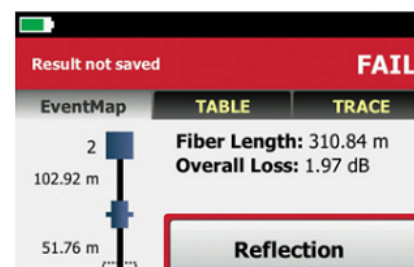 Result not saved
FAIL
EventMap
TABLE
TRACE
2
Fiber Length: 310.84 m
Overall Loss: 1.97 dB
102.92 m
51.76 m
Reflection